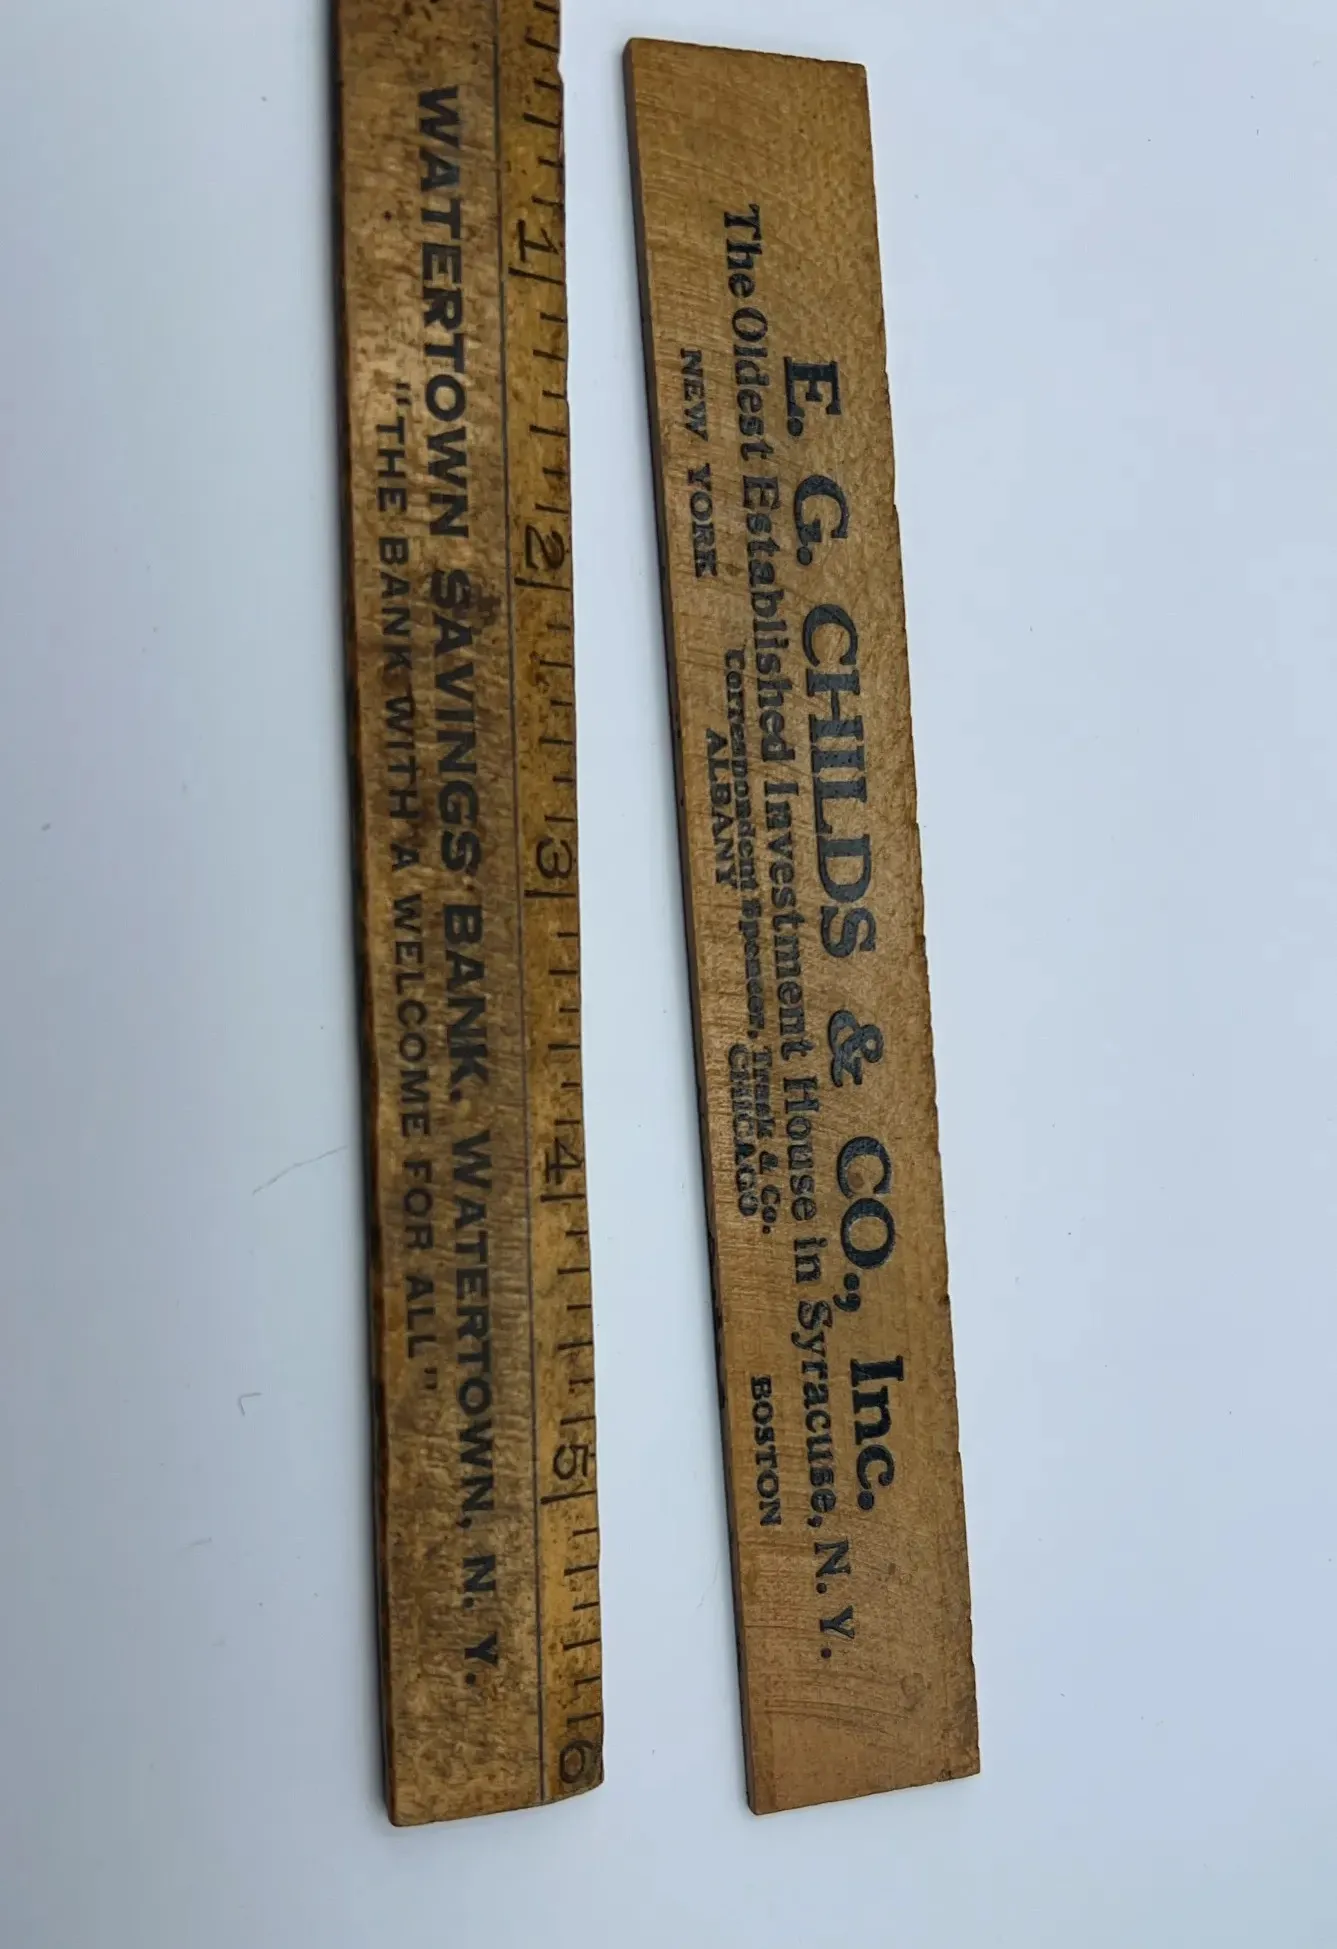 WATERTOWN SAVINGS BANK, WATERTOWN, N. Y.
"THE BANK WITH A WELCOME FOR ALL"
1 2 3 4 5 6
E. G. CHILDS & CO., Inc.
The Oldest Established Investment House in Syracuse, N. Y.
Correspondent Spencer, Trask & Co.
NEW YORK ALBANY CHICAGO BOSTON